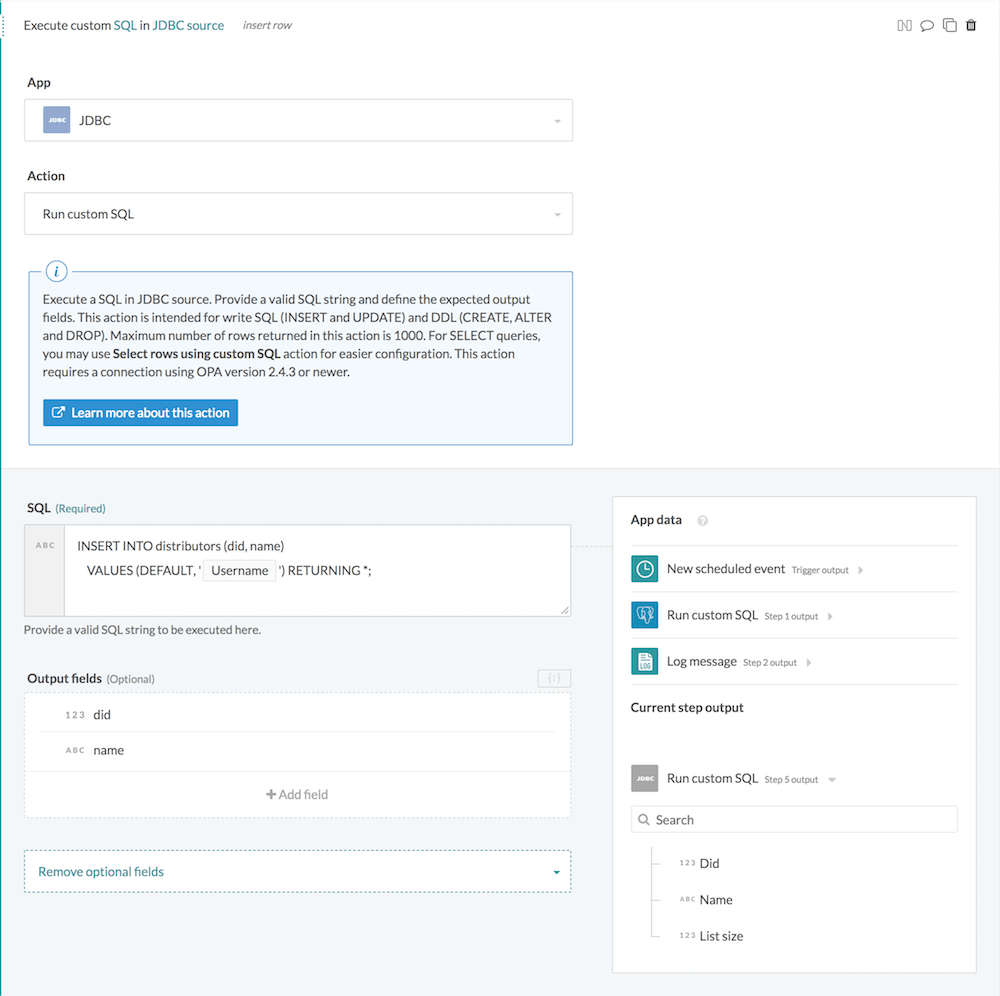 Execute custom SQL in JDBC source insert row
App
JDBC JDBC
Action
Run custom SQL
i
Execute a SQL in JDBC source. Provide a valid SQL string and define the expected output
fields. This action is intended for write SQL (INSERT and UPDATE) and DDL (CREATE, ALTER
and DROP). Maximum number of rows returned in this action is 1000. For SELECT queries,
you may use Select rows using custom SQL action for easier configuration. This action
requires a connection using OPA version 2.4.3 or newer.
Learn more about this action
SQL (Required)
ABC
INSERT INTO distributors (did, name)
VALUES (DEFAULT, ' Username ') RETURNING *;
Provide a valid SQL string to be executed here.
Output fields (Optional) {:}
123 did
ABC name
+ Add field
Remove optional fields
App data ?
New scheduled event Trigger output
Run custom SQL Step 1 output
LOG Log message Step 2 output
Current step output
JDBC Run custom SQL Step 5 output
Search
123 Did
ABC Name
123 List size